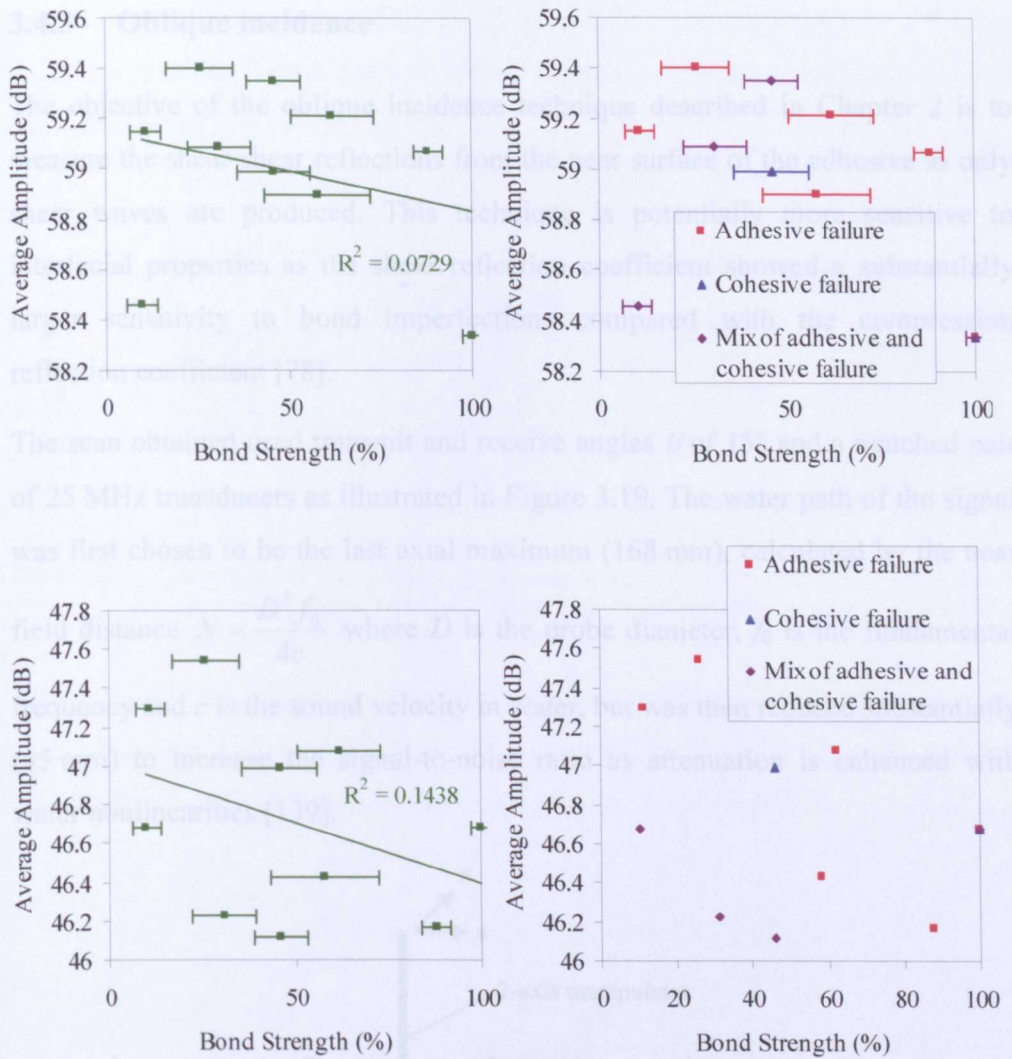 Oblique incidence
59.6
59.4
59.2
59
58.8
58.6
58.4
58.2
Average Amplitude (dB)
R² = 0.0729
0 50 100
Bond Strength (%)
59.6
59.4
59.2
59
58.8
58.6
58.4
58.2
Average Amplitude (dB)
Adhesive failure
Cohesive failure
Mix of adhesive and
cohesive failure
0 50 100
Bond Strength (%)
The objective of the oblique incidence technique described in Chapter 2 is to
measure the shear-shear reflections from the near surface of the adhesive as only
shear waves are produced. This technique is potentially more sensitive to
interfacial properties as the shear reflection coefficient showed a substantially
larger sensitivity to bond imperfections compared with the compression
reflection coefficient [78].
The scan obtained used transmit and receive angles θ of 15° and a matched pair
of 25 MHz transducers as illustrated in Figure 3.19. The water path of the signal
was first chosen to be the last axial maximum (168 mm), calculated by the near
field distance N = D² f₀ / 4c where D is the probe diameter, f₀ is the fundamental
frequency and c is the sound velocity in water, but was then reduced substantially
to increase the signal-to-noise ratio as attenuation is enhanced with
water nonlinearities [139].
47.8
47.6
47.4
47.2
47
46.8
46.6
46.4
46.2
46
Average Amplitude (dB)
R² = 0.1438
0 50 100
Bond Strength (%)
47.8
47.6
47.4
47.2
47
46.8
46.6
46.4
46.2
46
Average Amplitude (dB)
Adhesive failure
Cohesive failure
Mix of adhesive and
cohesive failure
0 20 40 60 80 100
Bond Strength (%)